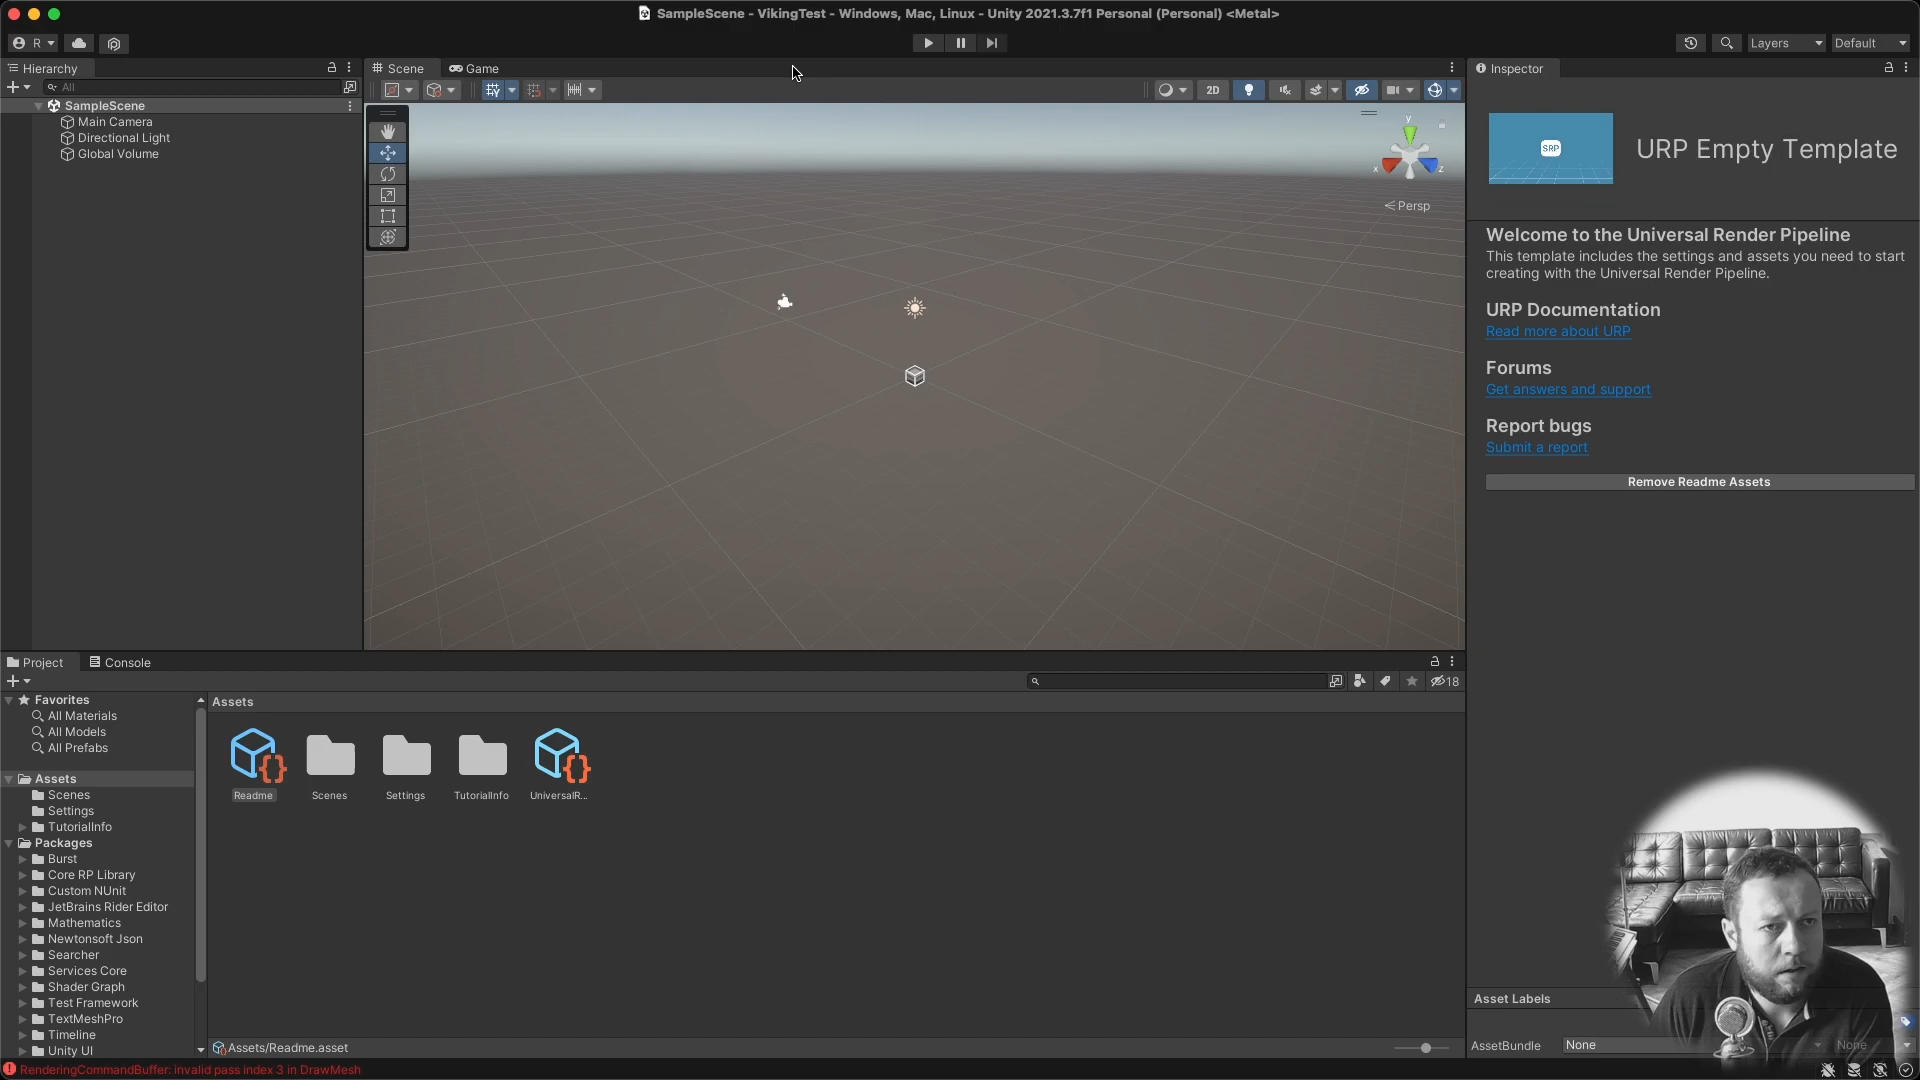 SampleScene - VikingTest - Windows, Mac, Linux - Unity 2021.3.7f1 Personal (Personal) <Metal>
R
Layers
Default
Hierarchy
All
SampleScene
Main Camera
Directional Light
Global Volume
Scene
Game
2D
y
x
z
Persp
Inspector
SRP
URP Empty Template
Welcome to the Universal Render Pipeline
This template includes the settings and assets you need to start
creating with the Universal Render Pipeline.
URP Documentation
Read more about URP
Forums
Get answers and support
Report bugs
Submit a report
Remove Readme Assets
Project
Console
18
Favorites
All Materials
All Models
All Prefabs
Assets
Scenes
Settings
TutorialInfo
Packages
Burst
Core RP Library
Custom NUnit
JetBrains Rider Editor
Mathematics
Newtonsoft Json
Searcher
Services Core
Shader Graph
Test Framework
TextMeshPro
Timeline
Unity UI
Assets
Readme
Scenes
Settings
TutorialInfo
UniversalR...
Assets/Readme.asset
Asset Labels
AssetBundle
None
None
RenderingCommandBuffer: invalid pass index 3 in DrawMesh